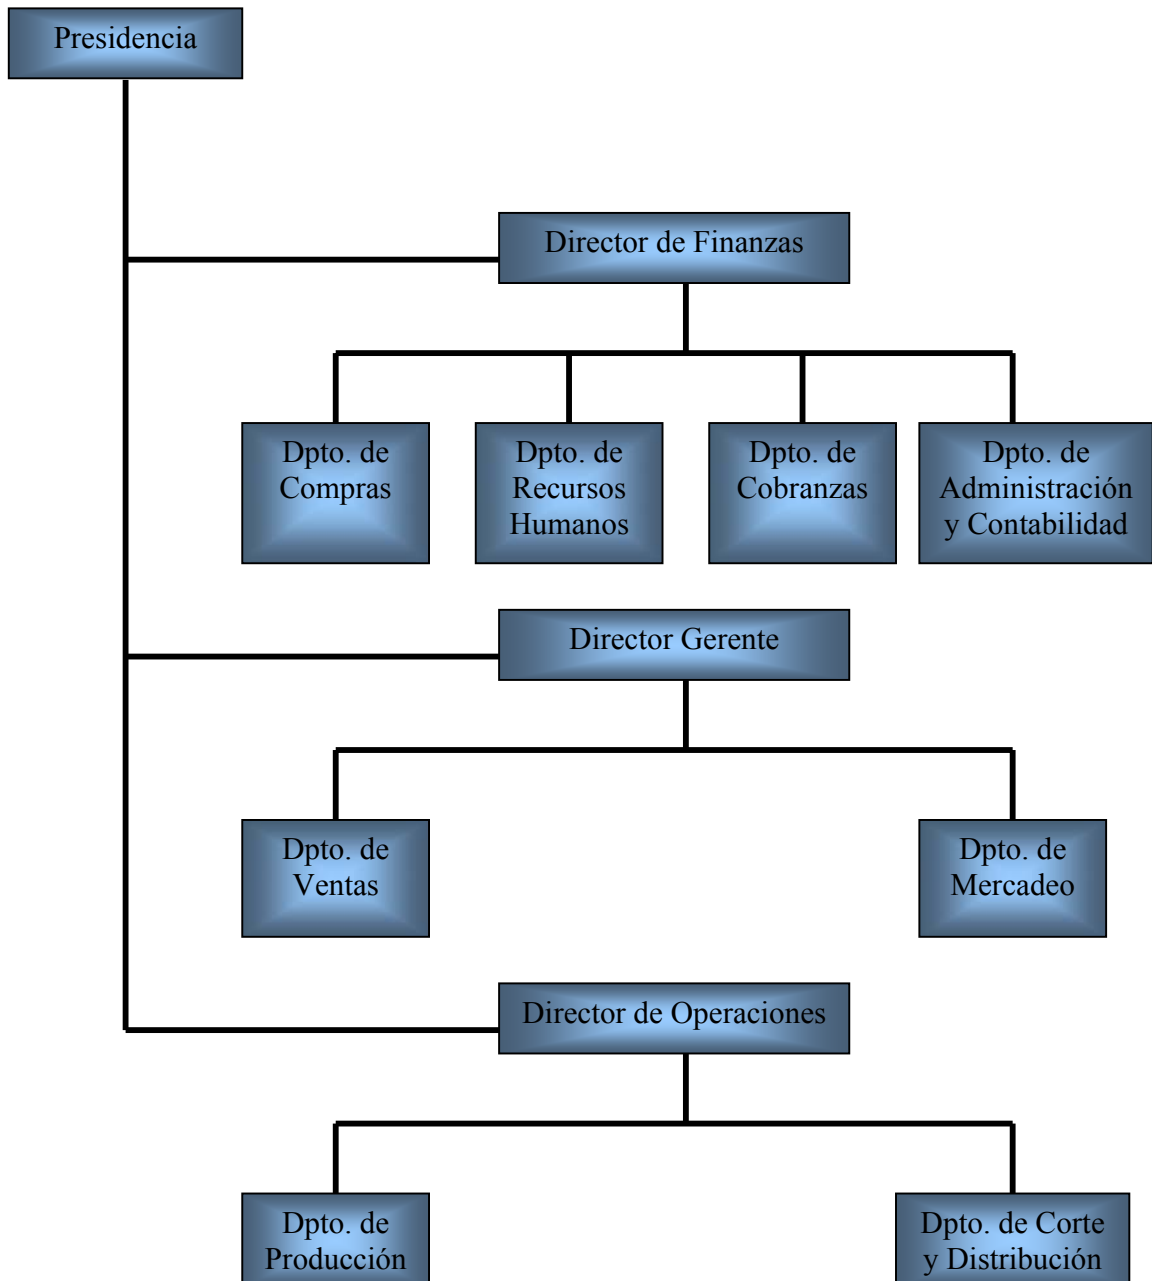 Presidencia
Director de Finanzas
Dpto. de
Compras
Dpto. de
Recursos
Humanos
Dpto. de
Cobranzas
Dpto. de
Administración
y Contabilidad
Director Gerente
Dpto. de
Ventas
Dpto. de
Mercadeo
Director de Operaciones
Dpto. de
Producción
Dpto. de Corte
y Distribución